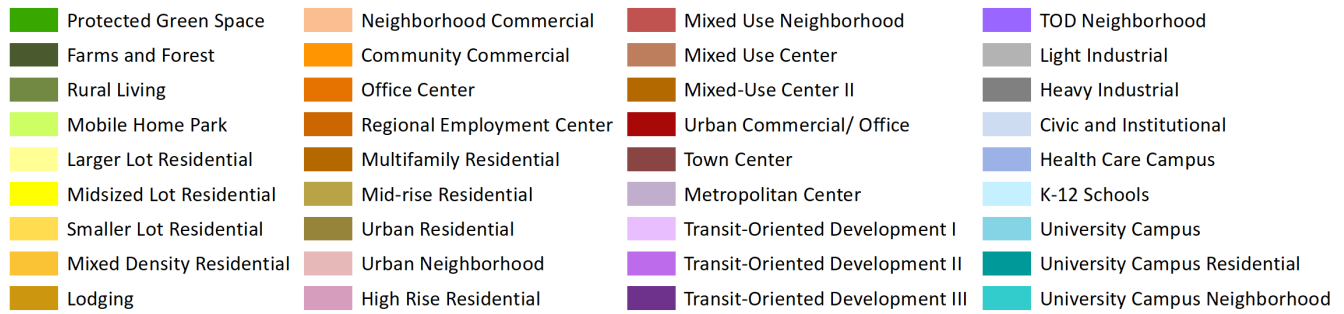 Protected Green Space
Farms and Forest
Rural Living
Mobile Home Park
Larger Lot Residential
Midsized Lot Residential
Smaller Lot Residential
Mixed Density Residential
Lodging
Neighborhood Commercial
Community Commercial
Office Center
Regional Employment Center
Multifamily Residential
Mid-rise Residential
Urban Residential
Urban Neighborhood
High Rise Residential
Mixed Use Neighborhood
Mixed Use Center
Mixed-Use Center II
Urban Commercial/ Office
Town Center
Metropolitan Center
Transit-Oriented Development I
Transit-Oriented Development II
Transit-Oriented Development III
TOD Neighborhood
Light Industrial
Heavy Industrial
Civic and Institutional
Health Care Campus
K-12 Schools
University Campus
University Campus Residential
University Campus Neighborhood